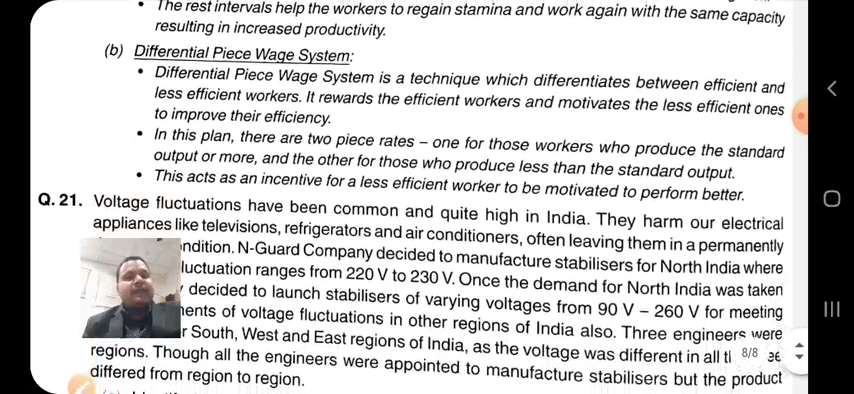 • The rest intervals help the workers to regain stamina and work again with the same capacity
resulting in increased productivity.
(b) Differential Piece Wage System:
• Differential Piece Wage System is a technique which differentiates between efficient and
less efficient workers. It rewards the efficient workers and motivates the less efficient ones
to improve their efficiency.
• In this plan, there are two piece rates – one for those workers who produce the standard
output or more, and the other for those who produce less than the standard output.
• This acts as an incentive for a less efficient worker to be motivated to perform better.
Q. 21. Voltage fluctuations have been common and quite high in India. They harm our electrical
appliances like televisions, refrigerators and air conditioners, often leaving them in a permanently
ndition. N-Guard Company decided to manufacture stabilisers for North India where
luctuation ranges from 220 V to 230 V. Once the demand for North India was taken
decided to launch stabilisers of varying voltages from 90 V – 260 V for meeting
ents of voltage fluctuations in other regions of India also. Three engineers were
r South, West and East regions of India, as the voltage was different in all
8/8
regions. Though all the engineers were appointed to manufacture stabilisers but the product
differed from region to region.